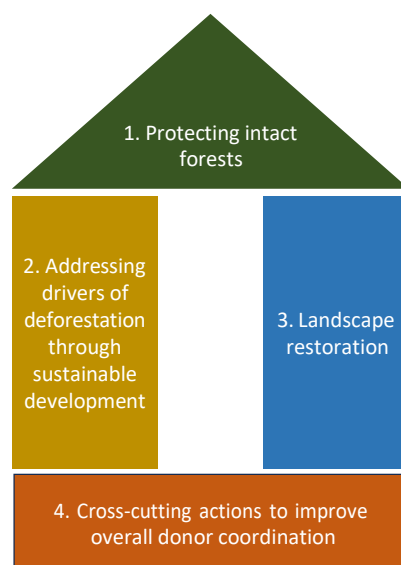 1. Protecting intact
forests
2. Addressing
drivers of
deforestation
through
sustainable
development
3. Landscape
restoration
4. Cross-cutting actions to improve
overall donor coordination